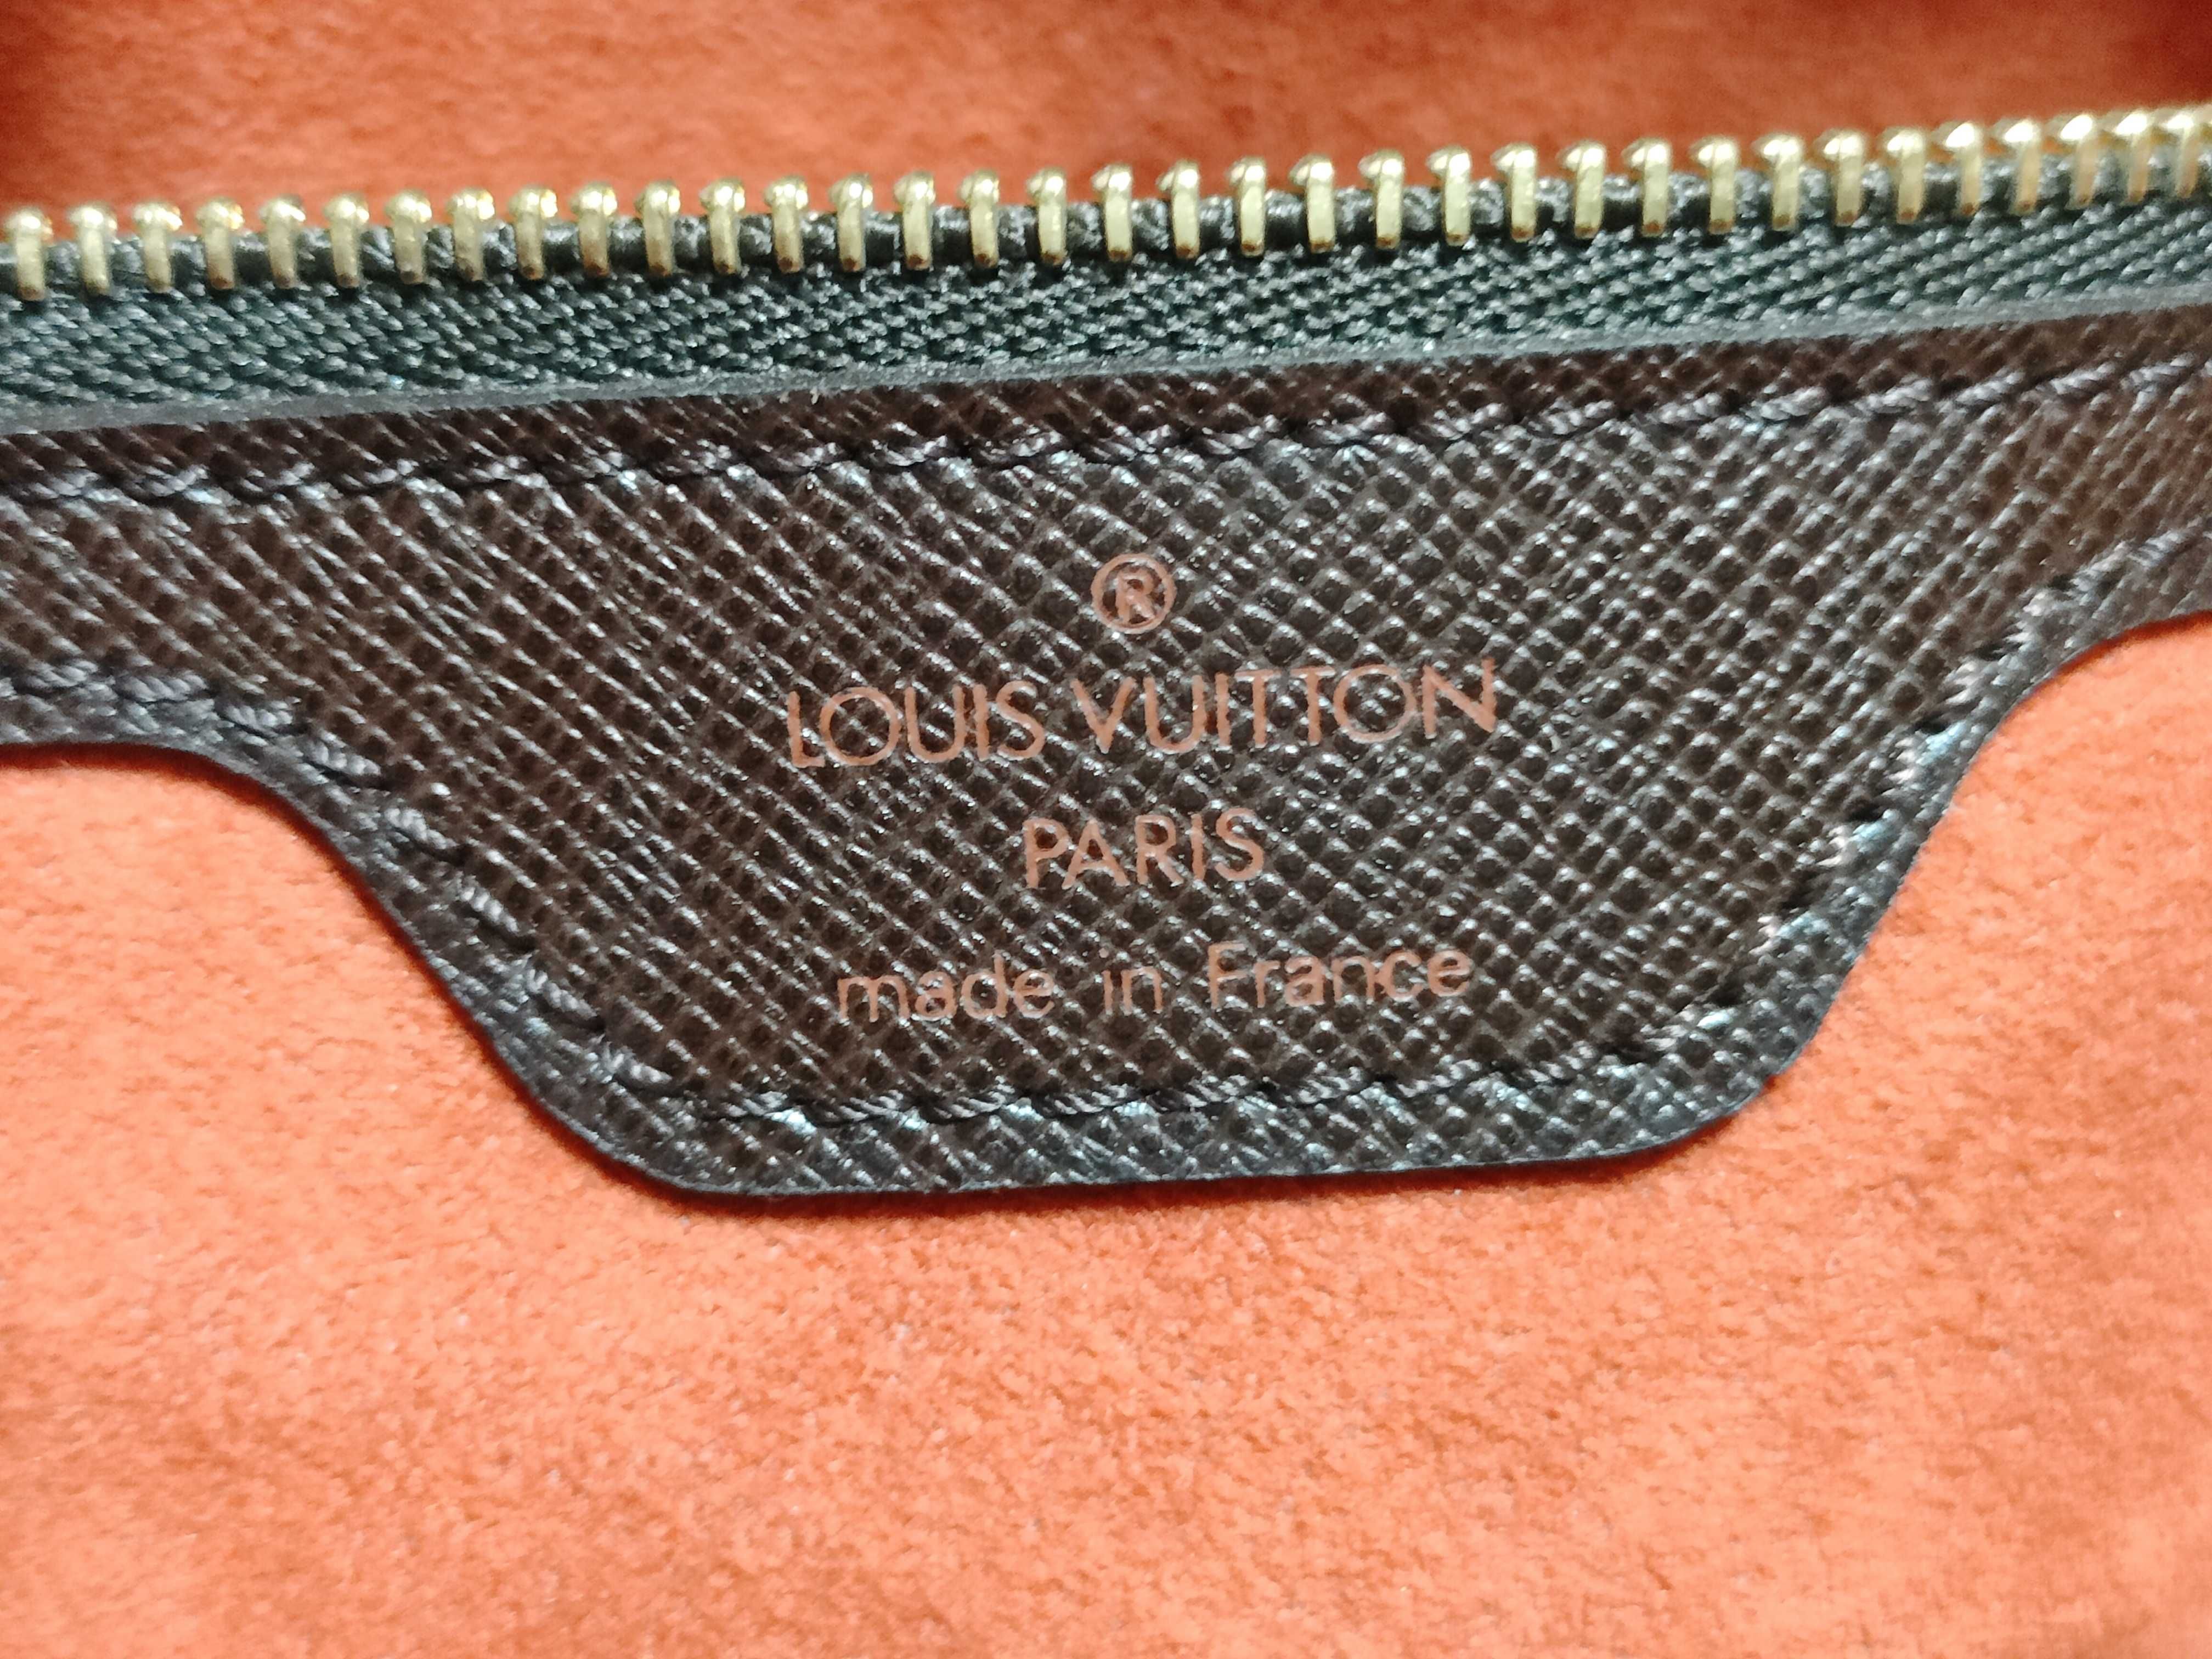 ®
LOUIS VUITTON
PARIS
made in France